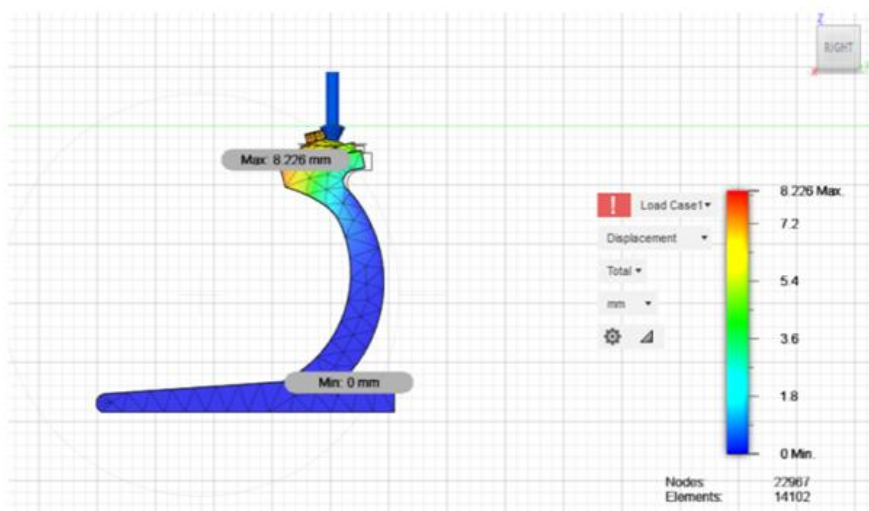 Z
RIGHT
X
Max: 8.226 mm
Min: 0 mm
! Load Case1
Displacement
Total
mm
8.226 Max.
7.2
5.4
3.6
1.8
0 Min.
Nodes: 22967
Elements: 14102